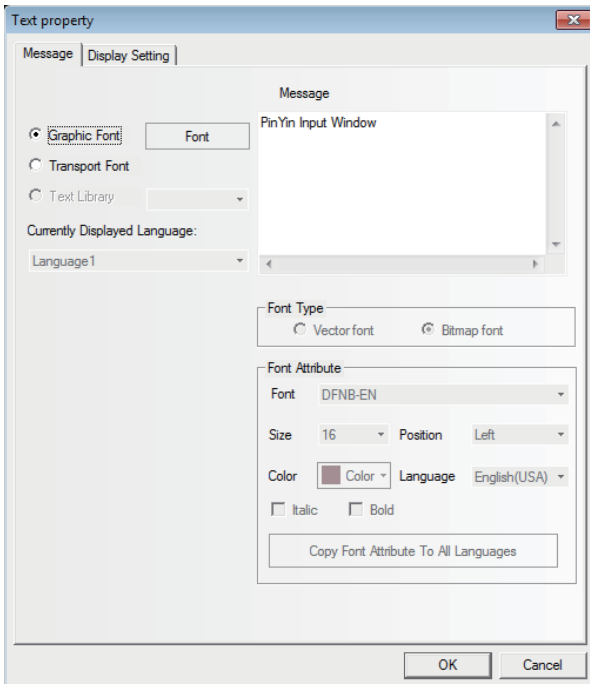 Text property
Message
Display Setting
Message
Graphic Font
Font
PinYin Input Window
Transport Font
Text Library
Currently Displayed Language:
Language1
Font Type
Vector font
Bitmap font
Font Attribute
Font
DFNB-EN
Size
16
Position
Left
Color
Color
Language
English(USA)
Italic
Bold
Copy Font Attribute To All Languages
OK
Cancel